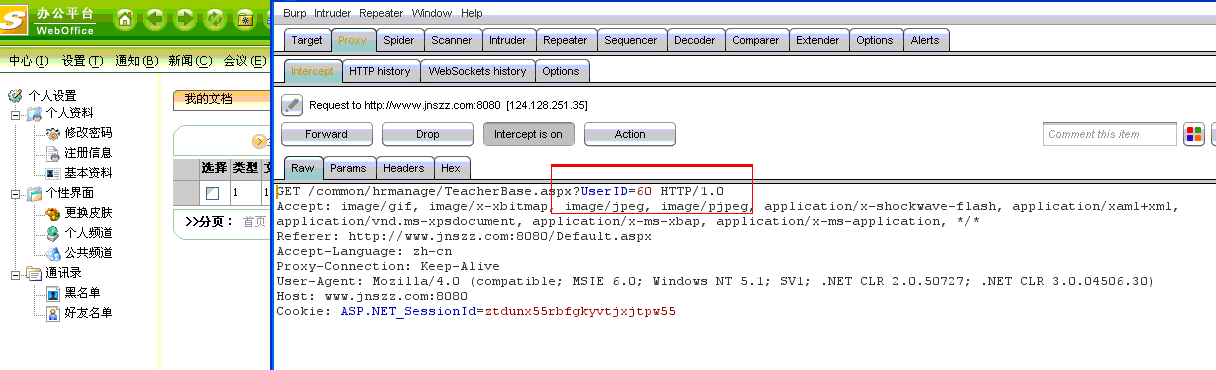 办公平台
WebOffice
中心(I) 设置(T) 通知(B) 新闻(C) 会议(E)
个人设置
个人资料
修改密码
注册信息
基本资料
个性界面
更换皮肤
个人频道
公共频道
通讯录
黑名单
好友名单
我的文档
选择 类型
1
>>分页: 首页
Burp Intruder Repeater Window Help
Target Proxy Spider Scanner Intruder Repeater Sequencer Decoder Comparer Extender Options Alerts
Intercept HTTP history WebSockets history Options
Request to http://www.jnszz.com:8080 [124.128.251.35]
Forward Drop Intercept is on Action Comment this item
Raw Params Headers Hex
GET /common/hrmanage/TeacherBase.aspx?UserID=60 HTTP/1.0
Accept: image/gif, image/x-xbitmap, image/jpeg, image/pjpeg, application/x-shockwave-flash, application/xaml+xml,
application/vnd.ms-xpsdocument, application/x-ms-xbap, application/x-ms-application, */*
Referer: http://www.jnszz.com:8080/Default.aspx
Accept-Language: zh-cn
Proxy-Connection: Keep-Alive
User-Agent: Mozilla/4.0 (compatible; MSIE 6.0; Windows NT 5.1; SV1; .NET CLR 2.0.50727; .NET CLR 3.0.04506.30)
Host: www.jnszz.com:8080
Cookie: ASP.NET_SessionId=ztdunx55rbfgkyvtjxjtpw55